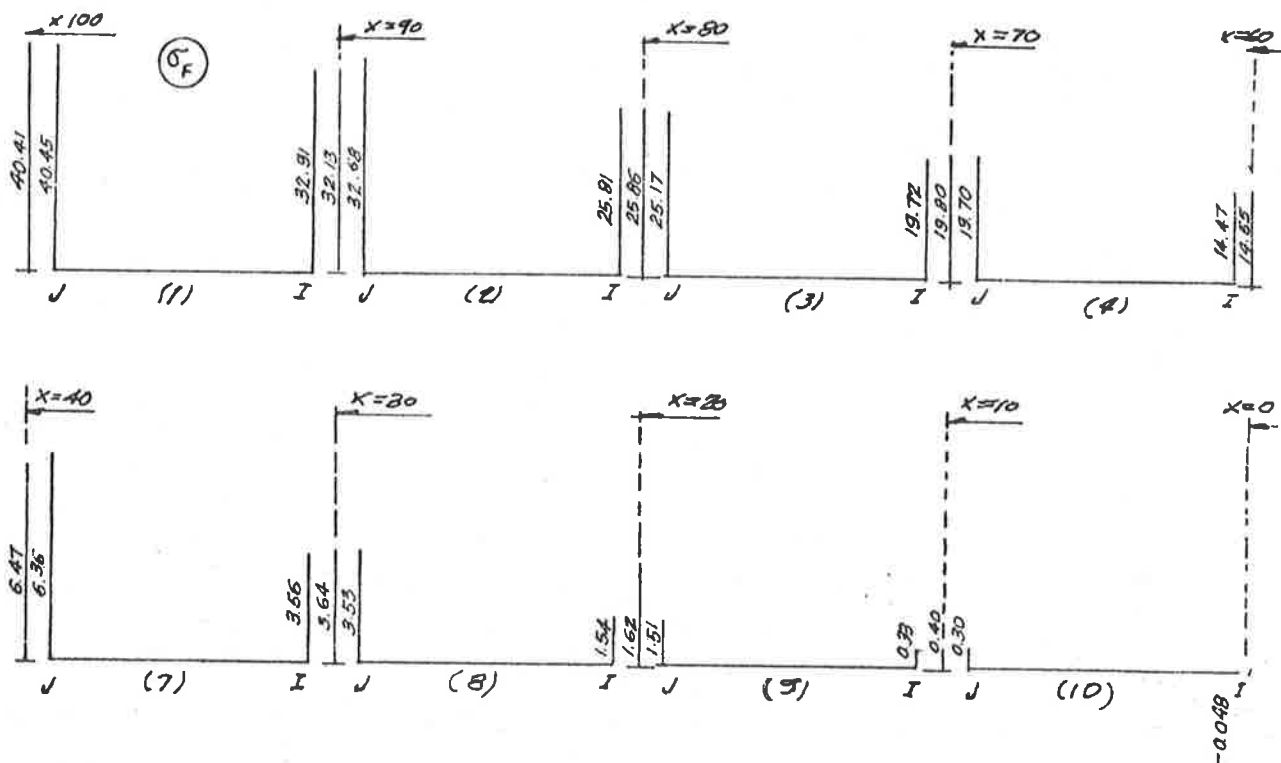 x100
x=90
x=80
x=70
x=60
σF
40.41
40.45
32.91
32.13
32.68
25.81
25.86
25.17
19.72
19.80
19.70
14.47
14.65
J (1) I
J (2) I
J (3) I
J (4) I
x=40
x=30
x=20
x=10
x=0
6.47
6.36
3.56
3.64
3.53
1.54
1.62
1.51
0.39
0.40
0.30
-0.048
J (7) I
J (8) I
J (9) I
J (10) I